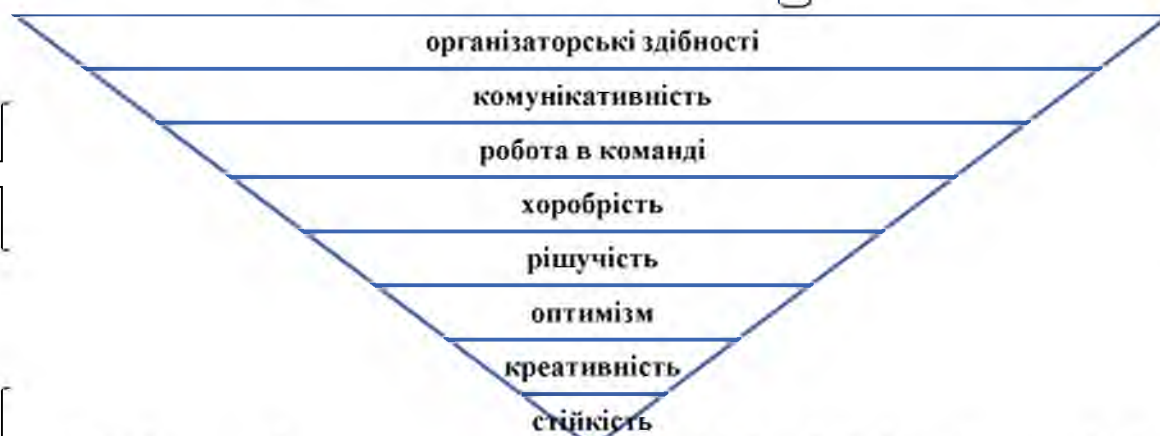 організаторські здібності
комунікативність
робота в команді
хоробрість
рішучість
оптимізм
креативність
стійкість